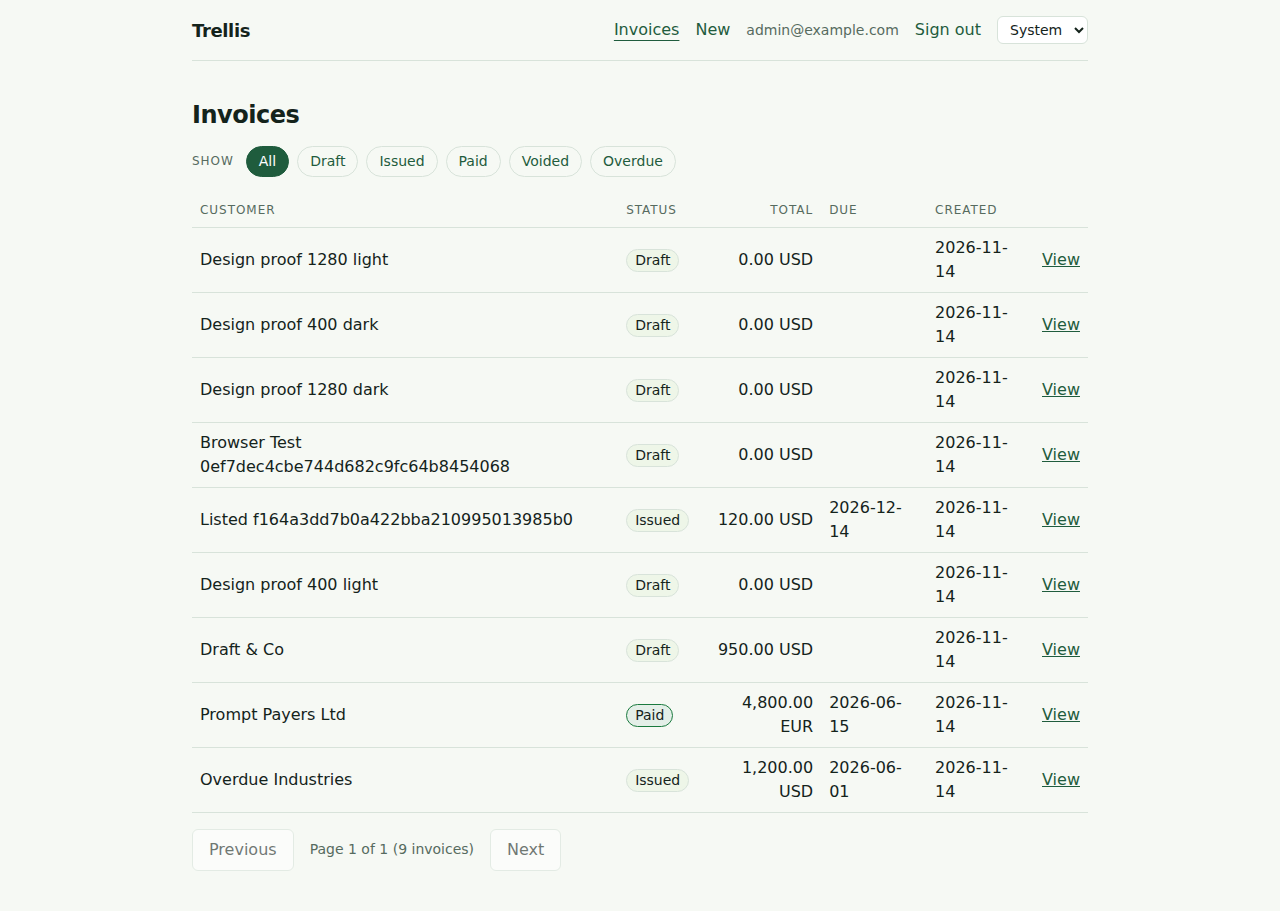 Trellis Invoices New admin@example.com Sign out System
Invoices
SHOW All Draft Issued Paid Voided Overdue
CUSTOMER STATUS TOTAL DUE CREATED
Design proof 1280 light Draft 0.00 USD 2026-11-14 View
Design proof 400 dark Draft 0.00 USD 2026-11-14 View
Design proof 1280 dark Draft 0.00 USD 2026-11-14 View
Browser Test
0ef7dec4cbe744d682c9fc64b8454068 Draft 0.00 USD 2026-11-14 View
Listed f164a3dd7b0a422bba210995013985b0 Issued 120.00 USD 2026-12-14 2026-11-14 View
Design proof 400 light Draft 0.00 USD 2026-11-14 View
Draft & Co Draft 950.00 USD 2026-11-14 View
Prompt Payers Ltd Paid 4,800.00 EUR 2026-06-15 2026-11-14 View
Overdue Industries Issued 1,200.00 USD 2026-06-01 2026-11-14 View
Previous Page 1 of 1 (9 invoices) Next